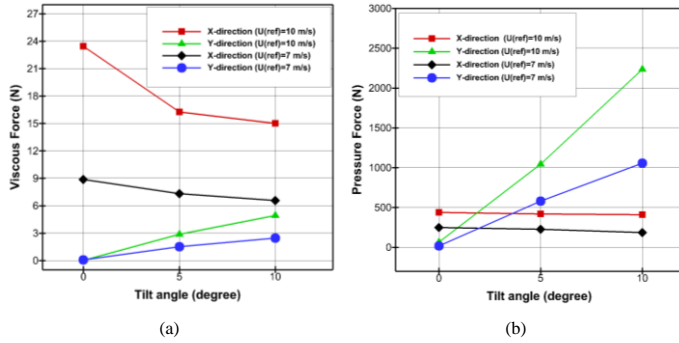 27
24
21
18
15
12
9
6
3
0
Viscous Force (N)
X-direction (U(ref)=10 m/s)
Y-direction (U(ref)=10 m/s)
X-direction (U(ref)=7 m/s)
Y-direction (U(ref)=7 m/s)
0 5 10
Tilt angle (degree)
(a)
3000
2500
2000
1500
1000
500
0
Pressure Force (N)
X-direction (U(ref)=10 m/s)
Y-direction (U(ref)=10 m/s)
X-direction (U(ref)=7 m/s)
Y-direction (U(ref)=7 m/s)
0 5 10
Tilt angle (degree)
(b)